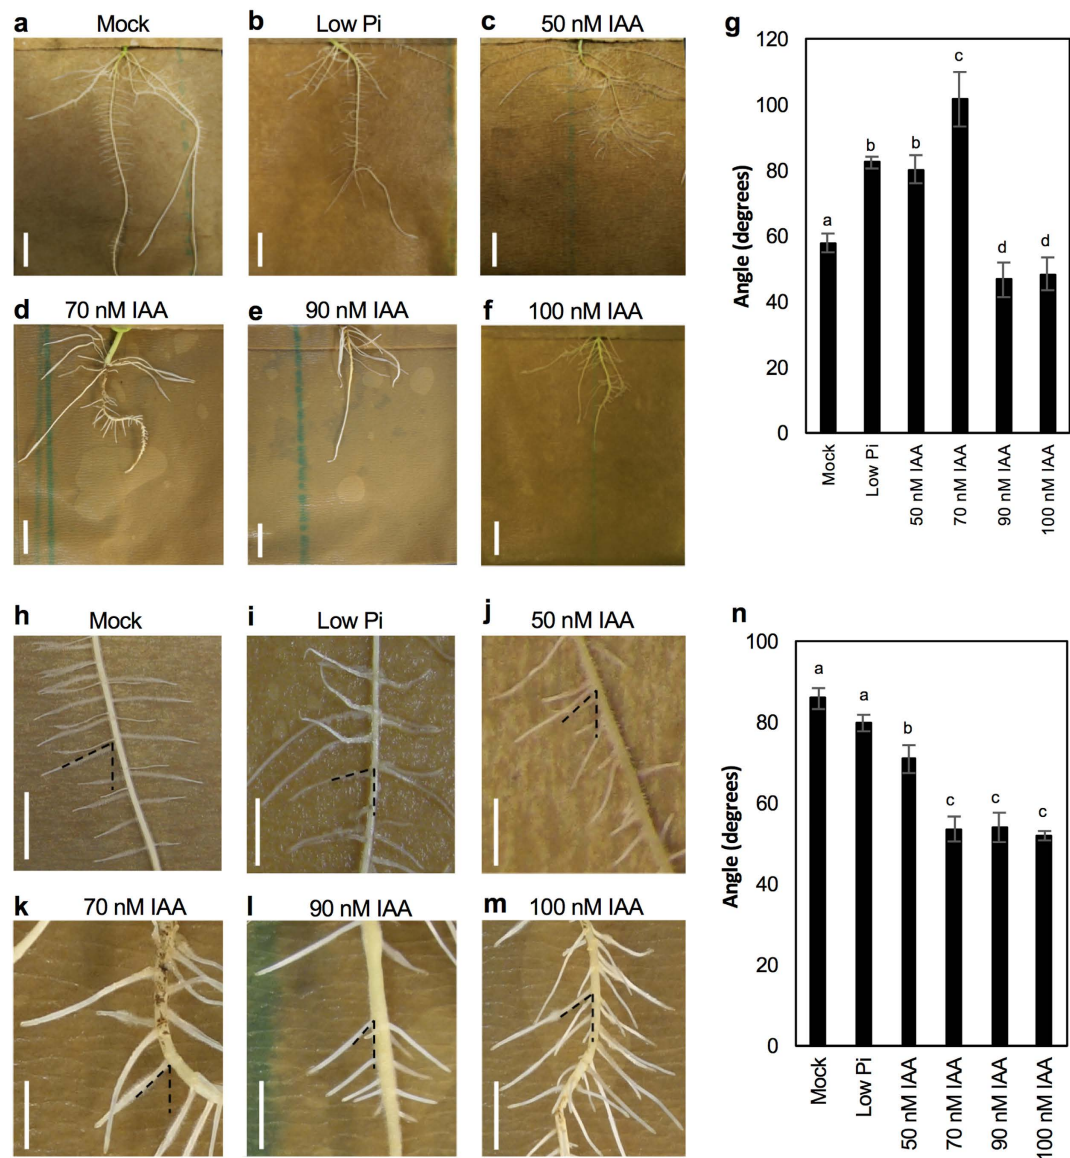 a Mock
b Low Pi
c 50 nM IAA
d 70 nM IAA
e 90 nM IAA
f 100 nM IAA
g
Angle (degrees)
120
100
80
60
40
20
0
a
b
b
c
d
d
Mock
Low Pi
50 nM IAA
70 nM IAA
90 nM IAA
100 nM IAA
h Mock
i Low Pi
j 50 nM IAA
k 70 nM IAA
l 90 nM IAA
m 100 nM IAA
n
Angle (degrees)
100
80
60
40
20
0
a
a
b
c
c
c
Mock
Low Pi
50 nM IAA
70 nM IAA
90 nM IAA
100 nM IAA